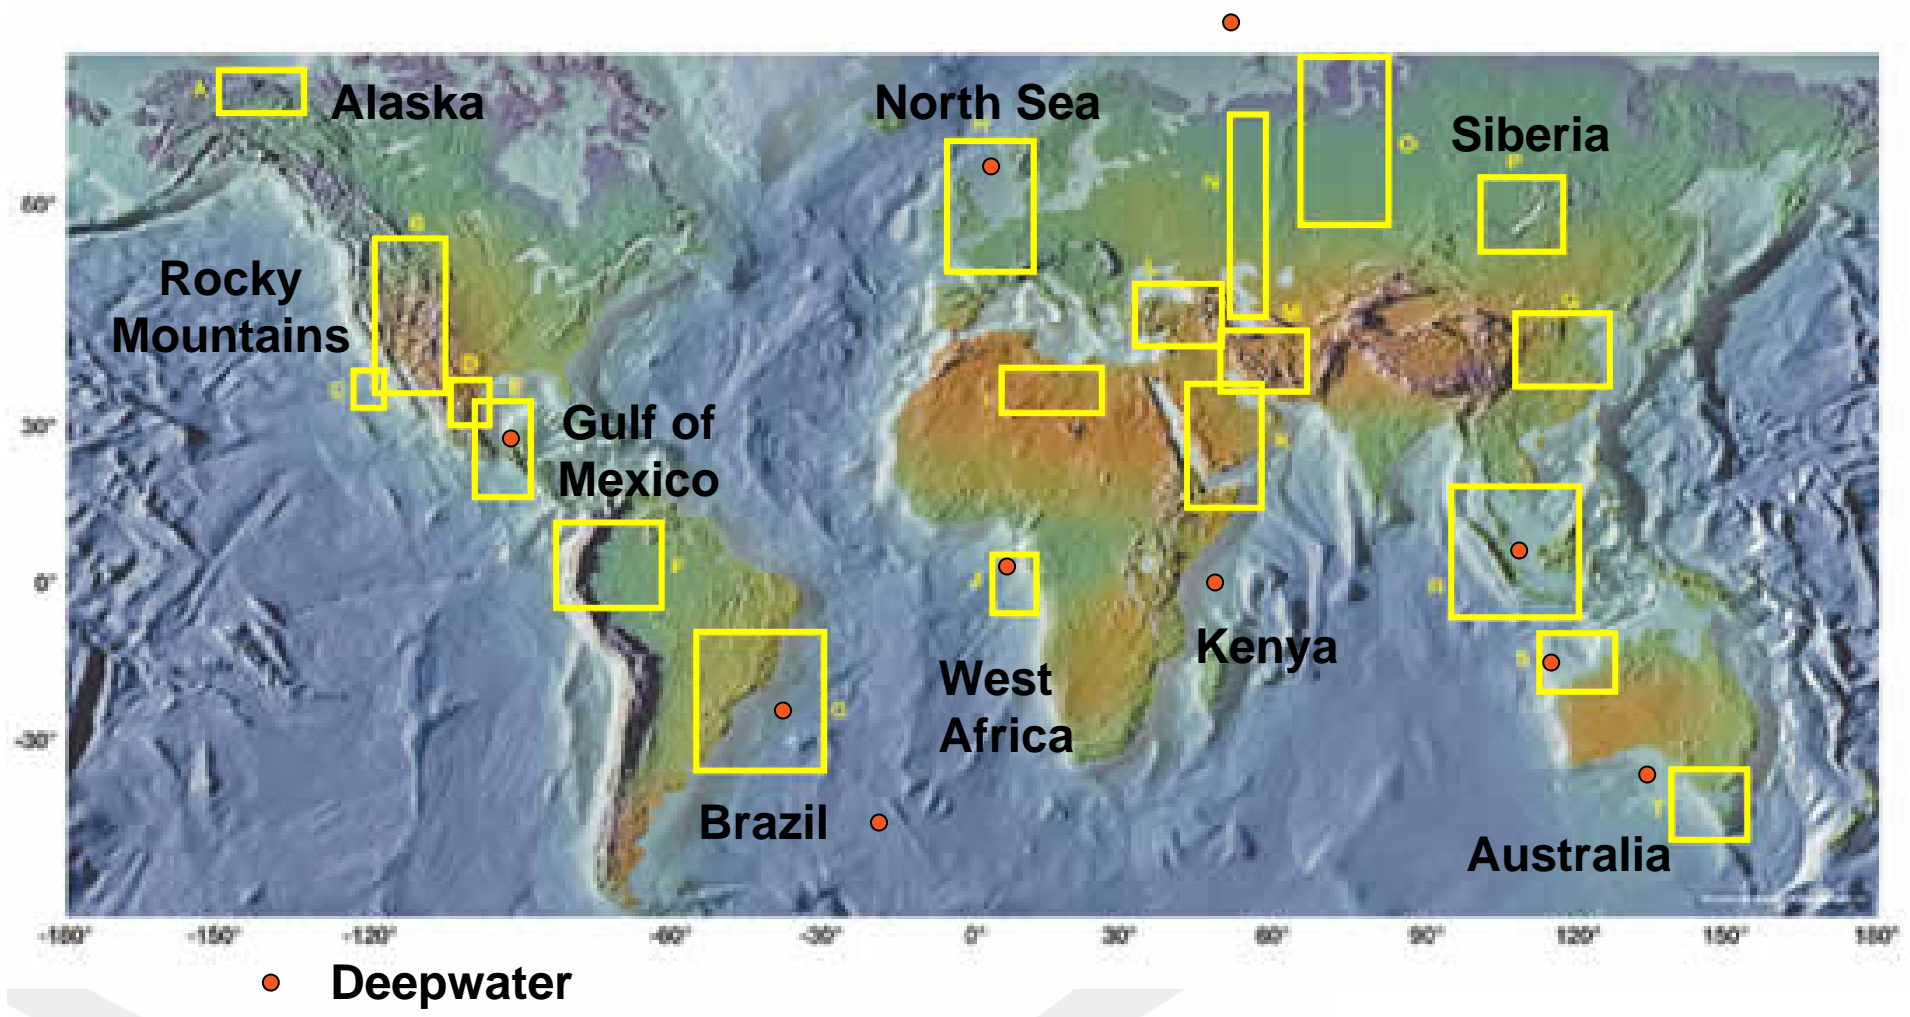 Alaska
North Sea
Siberia
A
O
P
N
60°
B
Rocky
Mountains
L
M
Q
D
E
C
I
30°
Gulf of
Mexico
K
F
J
0°
R
Kenya
West
Africa
S
G
-30°
Brazil
T
Australia
-180°
-150°
-120°
-60°
-30°
0°
30°
60°
90°
120°
150°
180°
Deepwater